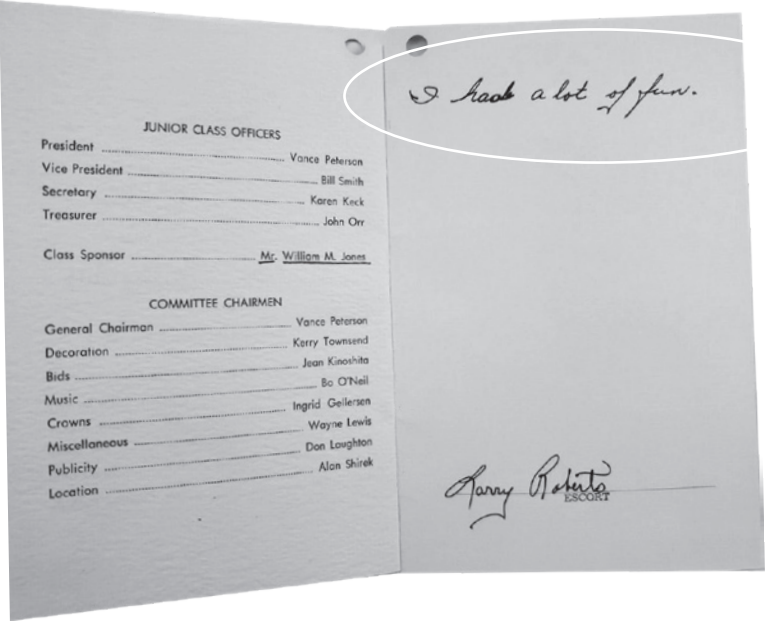 JUNIOR CLASS OFFICERS
President ........ Vance Peterson
Vice President ........ Bill Smith
Secretary ........ Karen Keck
Treasurer ........ John Orr
Class Sponsor ........ Mr. William M. Jones
COMMITTEE CHAIRMEN
General Chairman ........ Vance Peterson
Decoration ........ Kerry Townsend
Bids ........ Jean Kinoshita
Music ........ Bo O'Neil
Crowns ........ Ingrid Gellersen
Miscellaneous ........ Wayne Lewis
Publicity ........ Don Loughton
Location ........ Alan Shirek
I had a lot of fun.
Larry Roberts
ESCORT